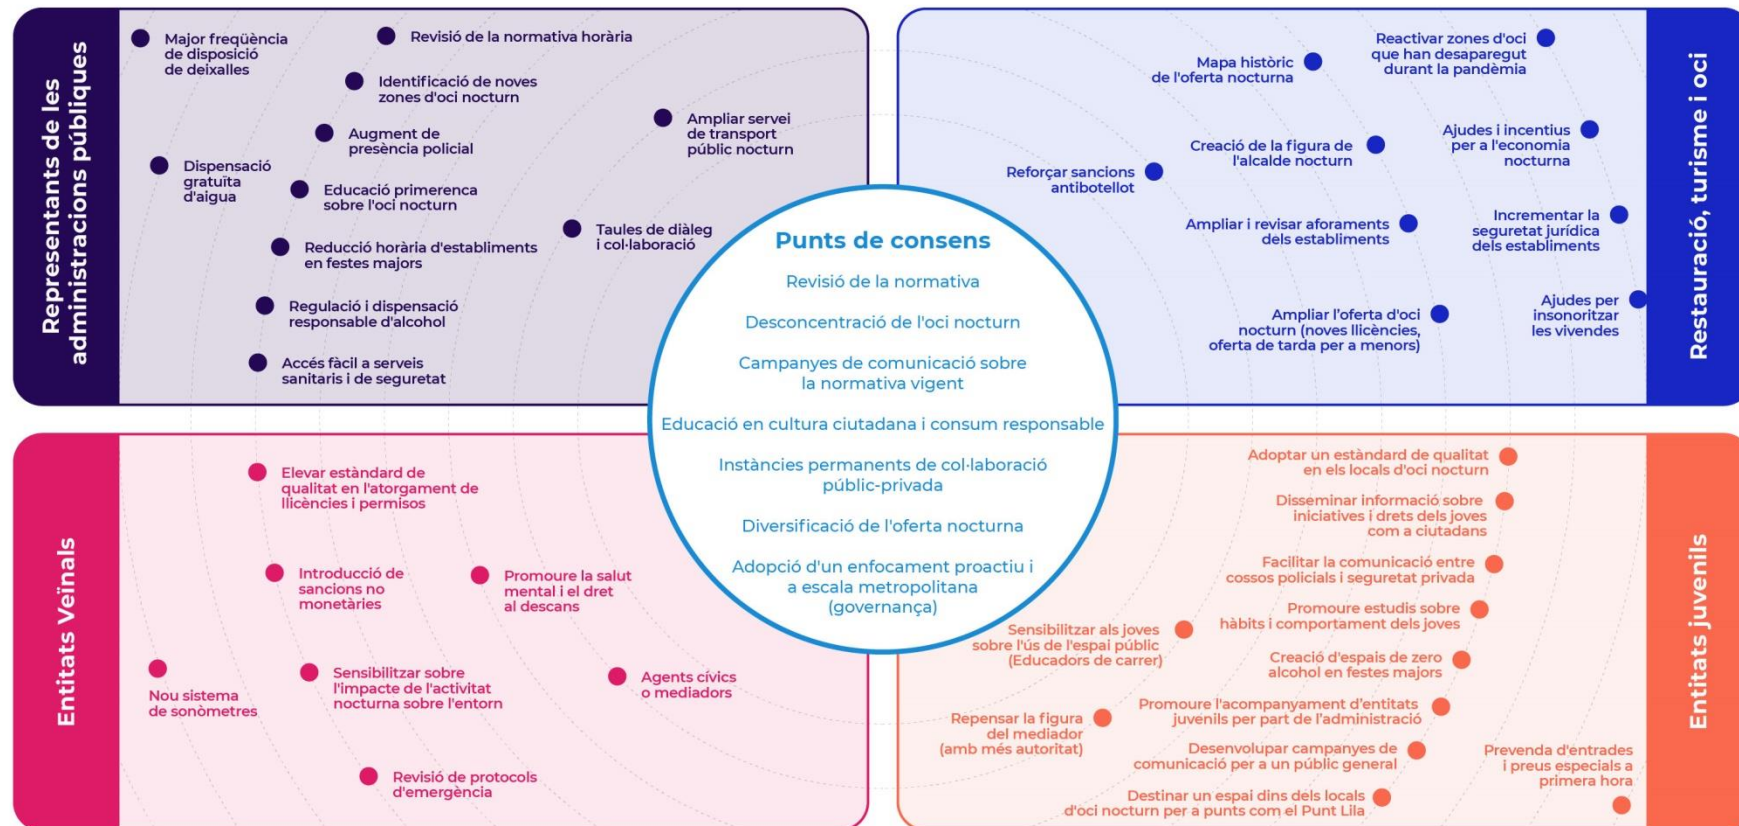 Representants de les
administracions públiques
Major freqüència
de disposició
de deixalles
Revisió de la normativa horària
Identificació de noves
zones d'oci nocturn
Augment de
presència policial
Ampliar servei
de transport
públic nocturn
Dispensació
gratuïta
d'aigua
Educació primerenca
sobre l'oci nocturn
Taules de diàleg
i col·laboració
Reducció horària d'establiments
en festes majors
Regulació i dispensació
responsable d'alcohol
Accés fàcil a serveis
sanitaris i de seguretat
Restauració, turisme i oci
Reactivar zones d'oci
que han desaparegut
durant la pandèmia
Mapa històric
de l'oferta nocturna
Ajudes i incentius
per a l'economia
nocturna
Creació de la figura de
l'alcalde nocturn
Reforçar sancions
antibotellot
Ampliar i revisar aforaments
dels establiments
Incrementar la
seguretat jurídica
dels establiments
Ampliar l’oferta d'oci
nocturn (noves llicències,
oferta de tarda per a menors)
Ajudes per
insonoritzar
les vivendes
Punts de consens
Revisió de la normativa
Desconcentració de l'oci nocturn
Campanyes de comunicació sobre
la normativa vigent
Educació en cultura ciutadana i consum responsable
Instàncies permanents de col·laboració
públic-privada
Diversificació de l'oferta nocturna
Adopció d'un enfocament proactiu i
a escala metropolitana
(governança)
Entitats Veïnals
Elevar estàndard de
qualitat en l'atorgament de
llicències i permisos
Introducció de
sancions no
monetàries
Promoure la salut
mental i el dret
al descans
Nou sistema
de sonòmetres
Sensibilitzar sobre
l'impacte de l'activitat
nocturna sobre l'entorn
Agents cívics
o mediadors
Revisió de protocols
d'emergència
Entitats juvenils
Adoptar un estàndard de qualitat
en els locals d'oci nocturn
Disseminar informació sobre
iniciatives i drets dels joves
com a ciutadans
Facilitar la comunicació entre
cossos policials i seguretat privada
Promoure estudis sobre
hàbits i comportament dels joves
Sensibilitzar als joves
sobre l'ús de l'espai públic
(Educadors de carrer)
Creació d'espais de zero
alcohol en festes majors
Promoure l'acompanyament d’entitats
juvenils per part de l’administració
Repensar la figura
del mediador
(amb més autoritat)
Desenvolupar campanyes de
comunicació per a un públic general
Prevenda d'entrades
i preus especials a
primera hora
Destinar un espai dins dels locals
d'oci nocturn per a punts com el Punt Lila